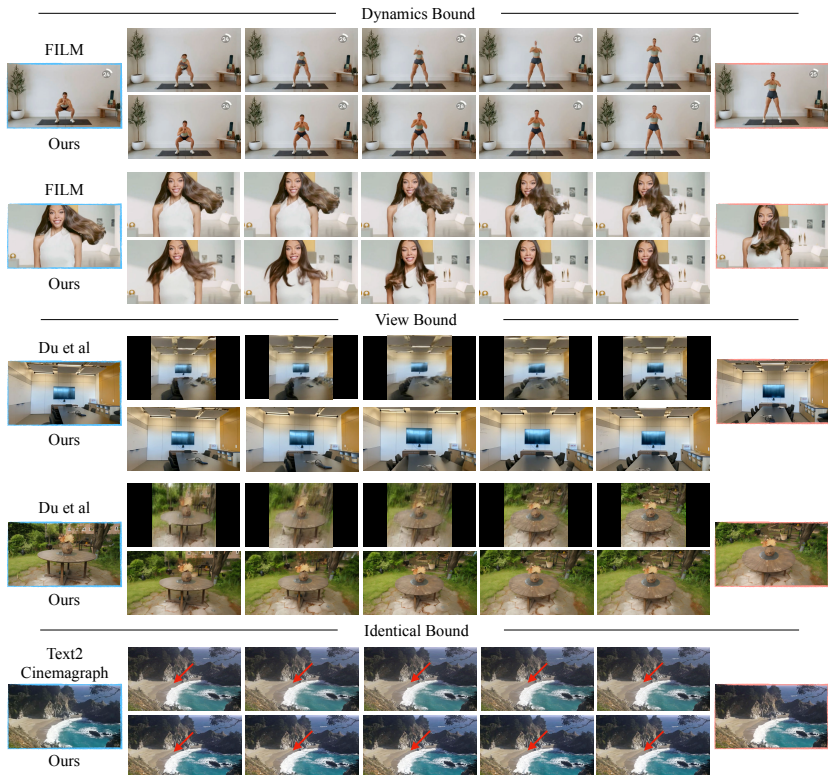 Dynamics Bound
FILM
Ours
FILM
Ours
View Bound
Du et al
Ours
Du et al
Ours
Identical Bound
Text2
Cinemagraph
Ours